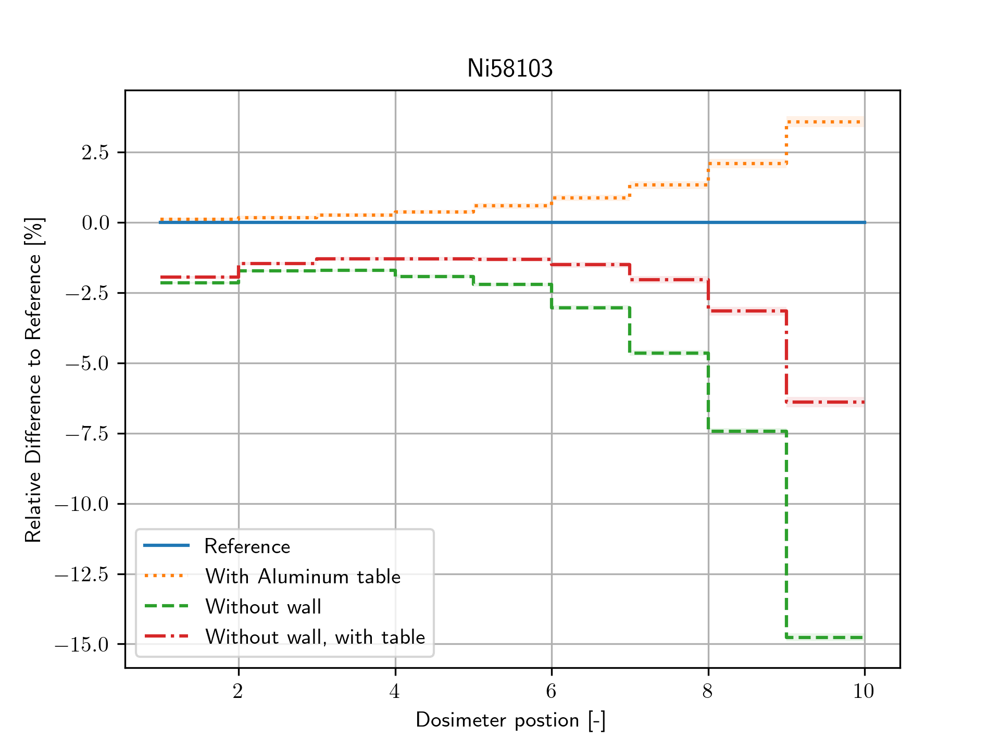 Ni58103
Relative Difference to Reference [%]
2.5
0.0
−2.5
−5.0
−7.5
−10.0
−12.5
−15.0
Reference
With Aluminum table
Without wall
Without wall, with table
2 4 6 8 10
Dosimeter postion [-]